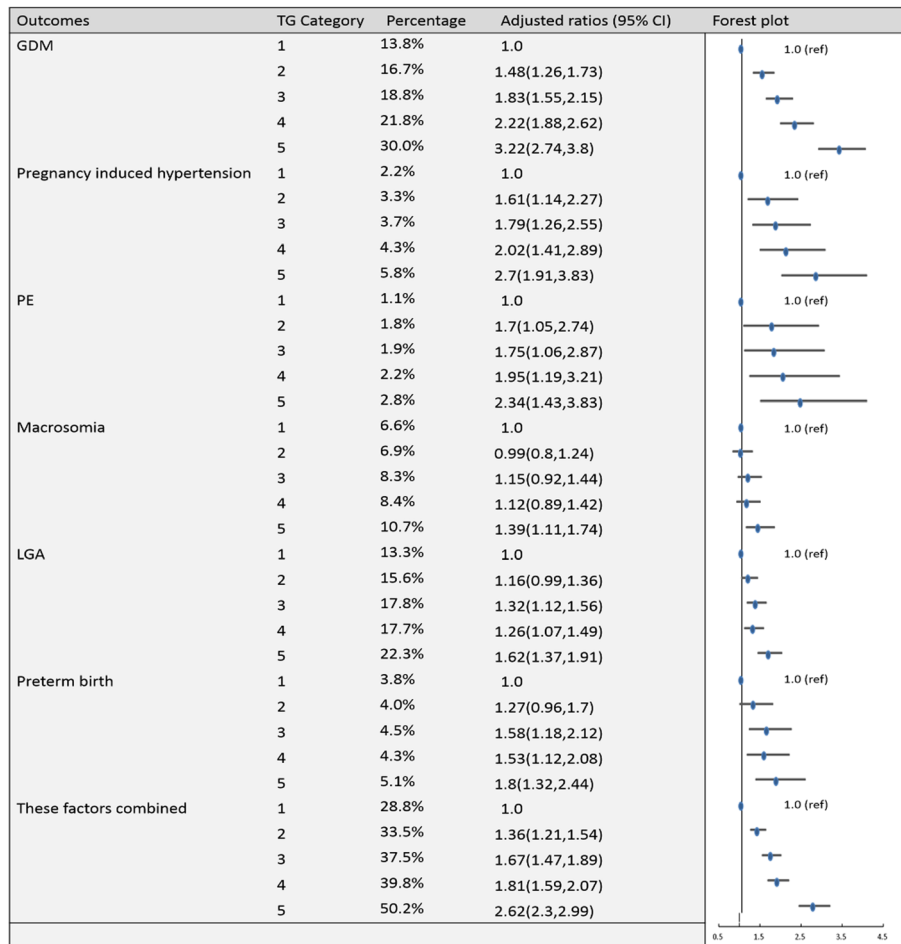 Outcomes TG Category Percentage Adjusted ratios (95% CI) Forest plot
GDM 1 13.8% 1.0 1.0 (ref)
2 16.7% 1.48(1.26,1.73)
3 18.8% 1.83(1.55,2.15)
4 21.8% 2.22(1.88,2.62)
5 30.0% 3.22(2.74,3.8)
Pregnancy induced hypertension 1 2.2% 1.0 1.0 (ref)
2 3.3% 1.61(1.14,2.27)
3 3.7% 1.79(1.26,2.55)
4 4.3% 2.02(1.41,2.89)
5 5.8% 2.7(1.91,3.83)
PE 1 1.1% 1.0 1.0 (ref)
2 1.8% 1.7(1.05,2.74)
3 1.9% 1.75(1.06,2.87)
4 2.2% 1.95(1.19,3.21)
5 2.8% 2.34(1.43,3.83)
Macrosomia 1 6.6% 1.0 1.0 (ref)
2 6.9% 0.99(0.8,1.24)
3 8.3% 1.15(0.92,1.44)
4 8.4% 1.12(0.89,1.42)
5 10.7% 1.39(1.11,1.74)
LGA 1 13.3% 1.0 1.0 (ref)
2 15.6% 1.16(0.99,1.36)
3 17.8% 1.32(1.12,1.56)
4 17.7% 1.26(1.07,1.49)
5 22.3% 1.62(1.37,1.91)
Preterm birth 1 3.8% 1.0 1.0 (ref)
2 4.0% 1.27(0.96,1.7)
3 4.5% 1.58(1.18,2.12)
4 4.3% 1.53(1.12,2.08)
5 5.1% 1.8(1.32,2.44)
These factors combined 1 28.8% 1.0 1.0 (ref)
2 33.5% 1.36(1.21,1.54)
3 37.5% 1.67(1.47,1.89)
4 39.8% 1.81(1.59,2.07)
5 50.2% 2.62(2.3,2.99)
0.5 1.5 2.5 3.5 4.5